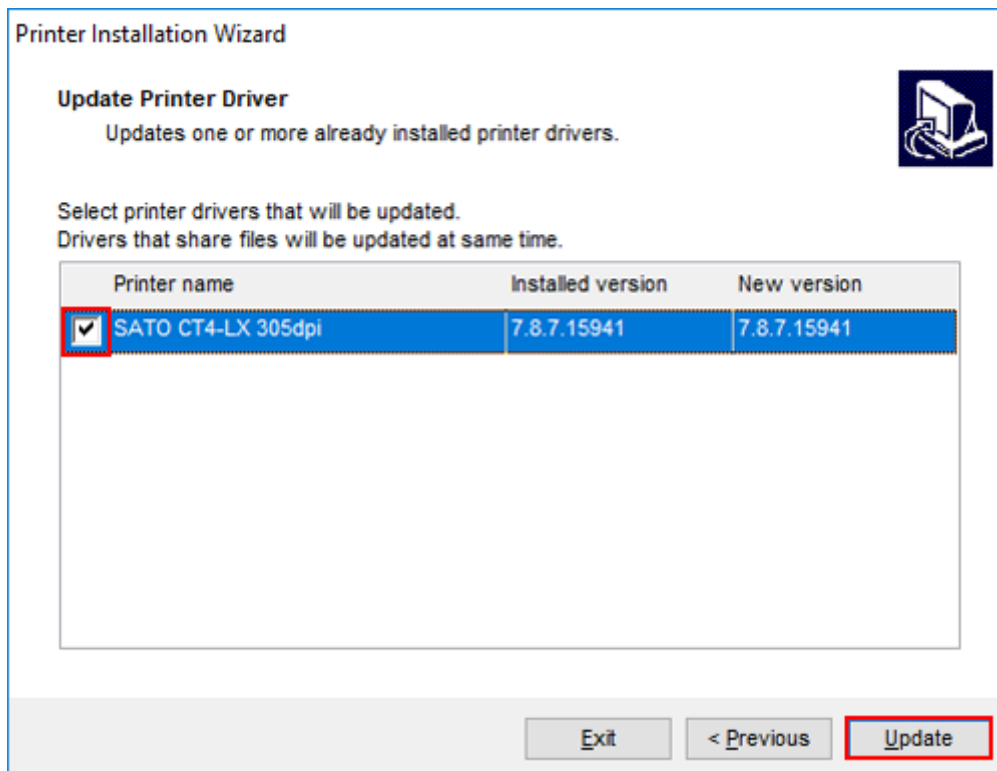 Printer Installation Wizard
Update Printer Driver
Updates one or more already installed printer drivers.
Select printer drivers that will be updated.
Drivers that share files will be updated at same time.
Printer name Installed version New version
SATO CT4-LX 305dpi 7.8.7.15941 7.8.7.15941
Exit < Previous Update